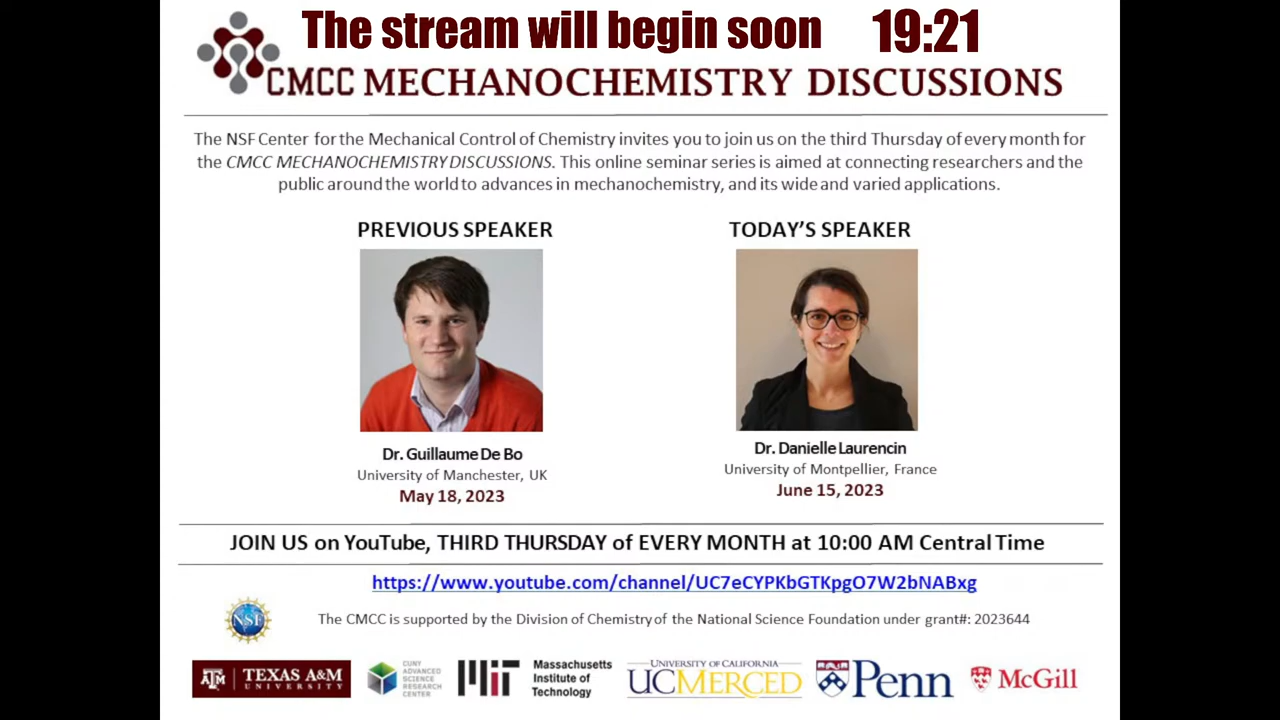 The stream will begin soon 19:21
CMCC MECHANOCHEMISTRY DISCUSSIONS
The NSF Center for the Mechanical Control of Chemistry invites you to join us on the third Thursday of every month for
the CMCC MECHANOCHEMISTRY DISCUSSIONS. This online seminar series is aimed at connecting researchers and the
public around the world to advances in mechanochemistry, and its wide and varied applications.
PREVIOUS SPEAKER
Dr. Guillaume De Bo
University of Manchester, UK
May 18, 2023
TODAY'S SPEAKER
Dr. Danielle Laurencin
University of Montpellier, France
June 15, 2023
JOIN US on YouTube, THIRD THURSDAY of EVERY MONTH at 10:00 AM Central Time
https://www.youtube.com/channel/UC7eCYPKbGTKpgO7W2bNABxg
NSF
The CMCC is supported by the Division of Chemistry of the National Science Foundation under grant#: 2023644
ATM TEXAS A&M
UNIVERSITY
CUNY
ADVANCED
SCIENCE
RESEARCH
CENTER
Massachusetts
Institute of
Technology
UNIVERSITY OF CALIFORNIA
UCMERCED
Penn
McGill